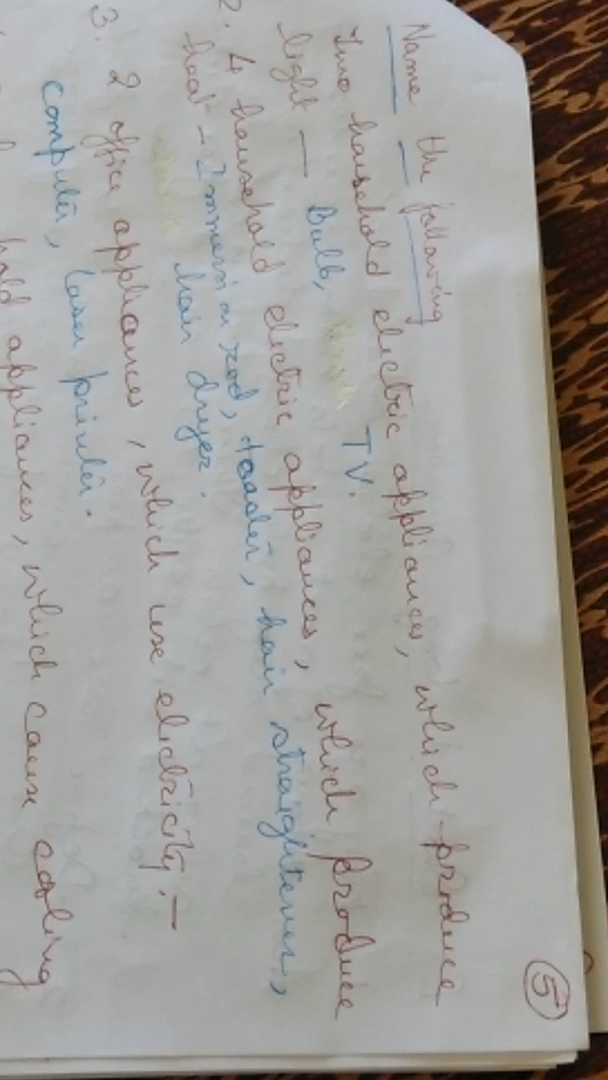 5
Name the following
Two household electric appliances, which produce
light — Bulb, TV.
2. 4 household electric appliances, which produce
heat - Immersion rod, toaster, hair straightener,
hair dryer.
3. 2 office appliances, which use electricity. —
computer, laser printer.
hold appliances, which cause cooling